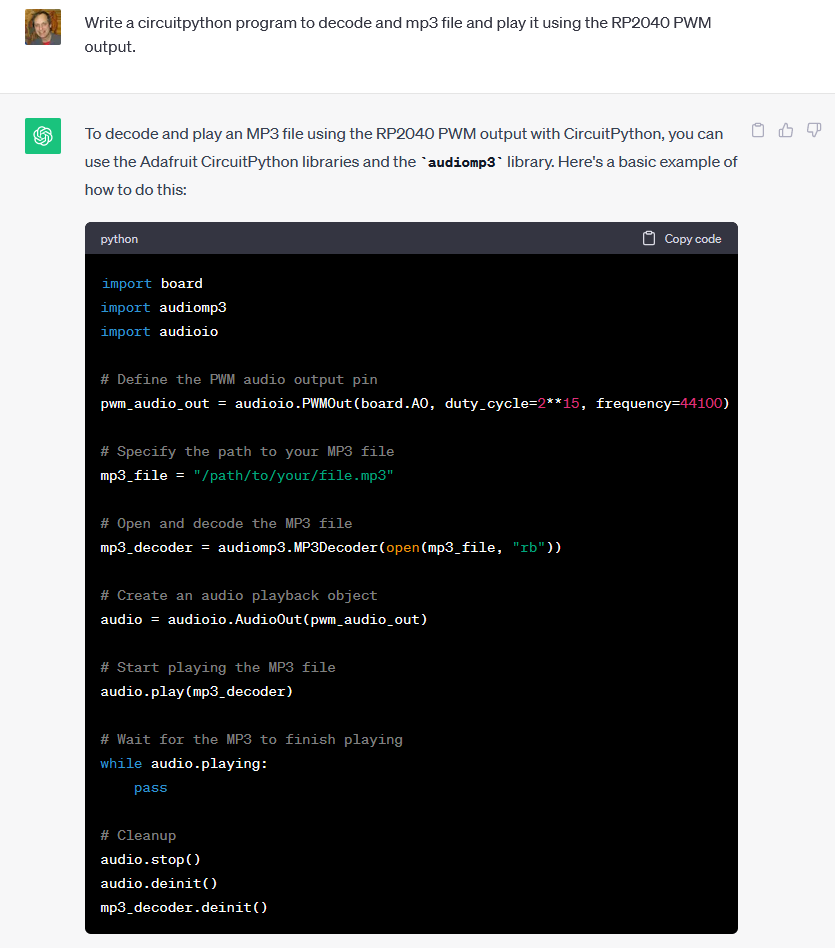 Write a circuitpython program to decode and mp3 file and play it using the RP2040 PWM
output.
To decode and play an MP3 file using the RP2040 PWM output with CircuitPython, you can
use the Adafruit CircuitPython libraries and the `audiomp3` library. Here's a basic example of
how to do this:
python
Copy code
import board
import audiomp3
import audioio
# Define the PWM audio output pin
pwm_audio_out = audioio.PWMOut(board.A0, duty_cycle=2**15, frequency=44100)
# Specify the path to your MP3 file
mp3_file = "/path/to/your/file.mp3"
# Open and decode the MP3 file
mp3_decoder = audiomp3.MP3Decoder(open(mp3_file, "rb"))
# Create an audio playback object
audio = audioio.AudioOut(pwm_audio_out)
# Start playing the MP3 file
audio.play(mp3_decoder)
# Wait for the MP3 to finish playing
while audio.playing:
    pass
# Cleanup
audio.stop()
audio.deinit()
mp3_decoder.deinit()